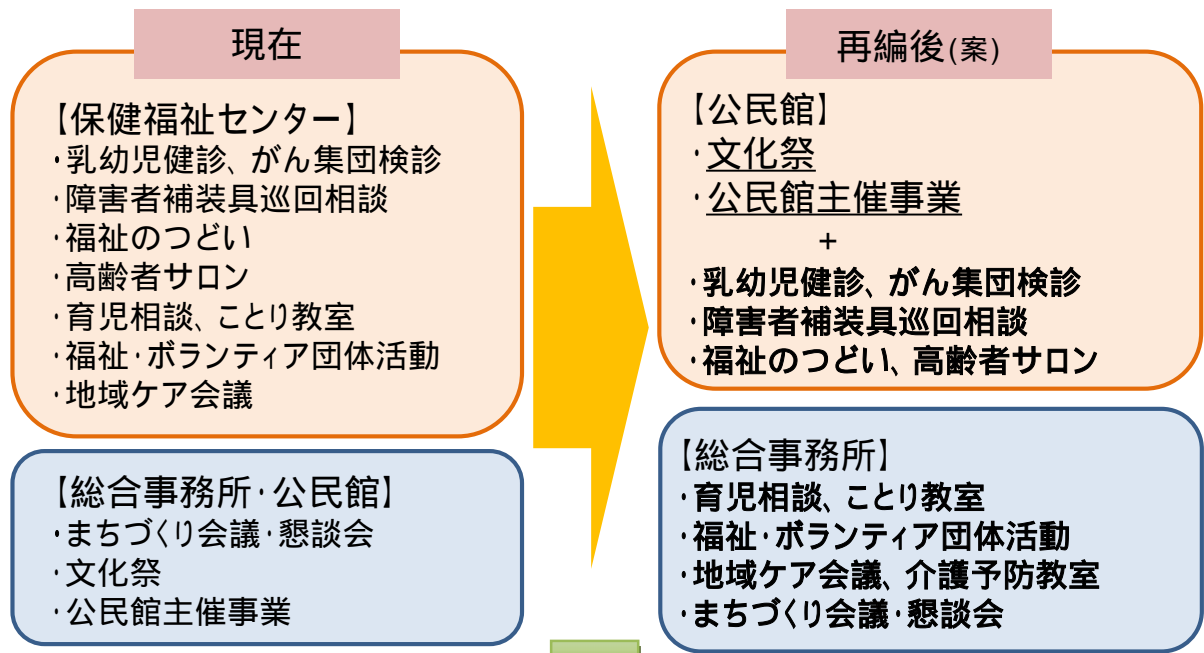 現在
【保健福祉センター】
・乳幼児健診、がん集団検診
・障害者補装具巡回相談
・福祉のつどい
・高齢者サロン
・育児相談、ことり教室
・福祉・ボランティア団体活動
・地域ケア会議
【総合事務所・公民館】
・まちづくり会議・懇談会
・文化祭
・公民館主催事業
再編後(案)
【公民館】
・文化祭
・公民館主催事業
+
・乳幼児健診、がん集団検診
・障害者補装具巡回相談
・福祉のつどい、高齢者サロン
【総合事務所】
・育児相談、ことり教室
・福祉・ボランティア団体活動
・地域ケア会議、介護予防教室
・まちづくり会議・懇談会